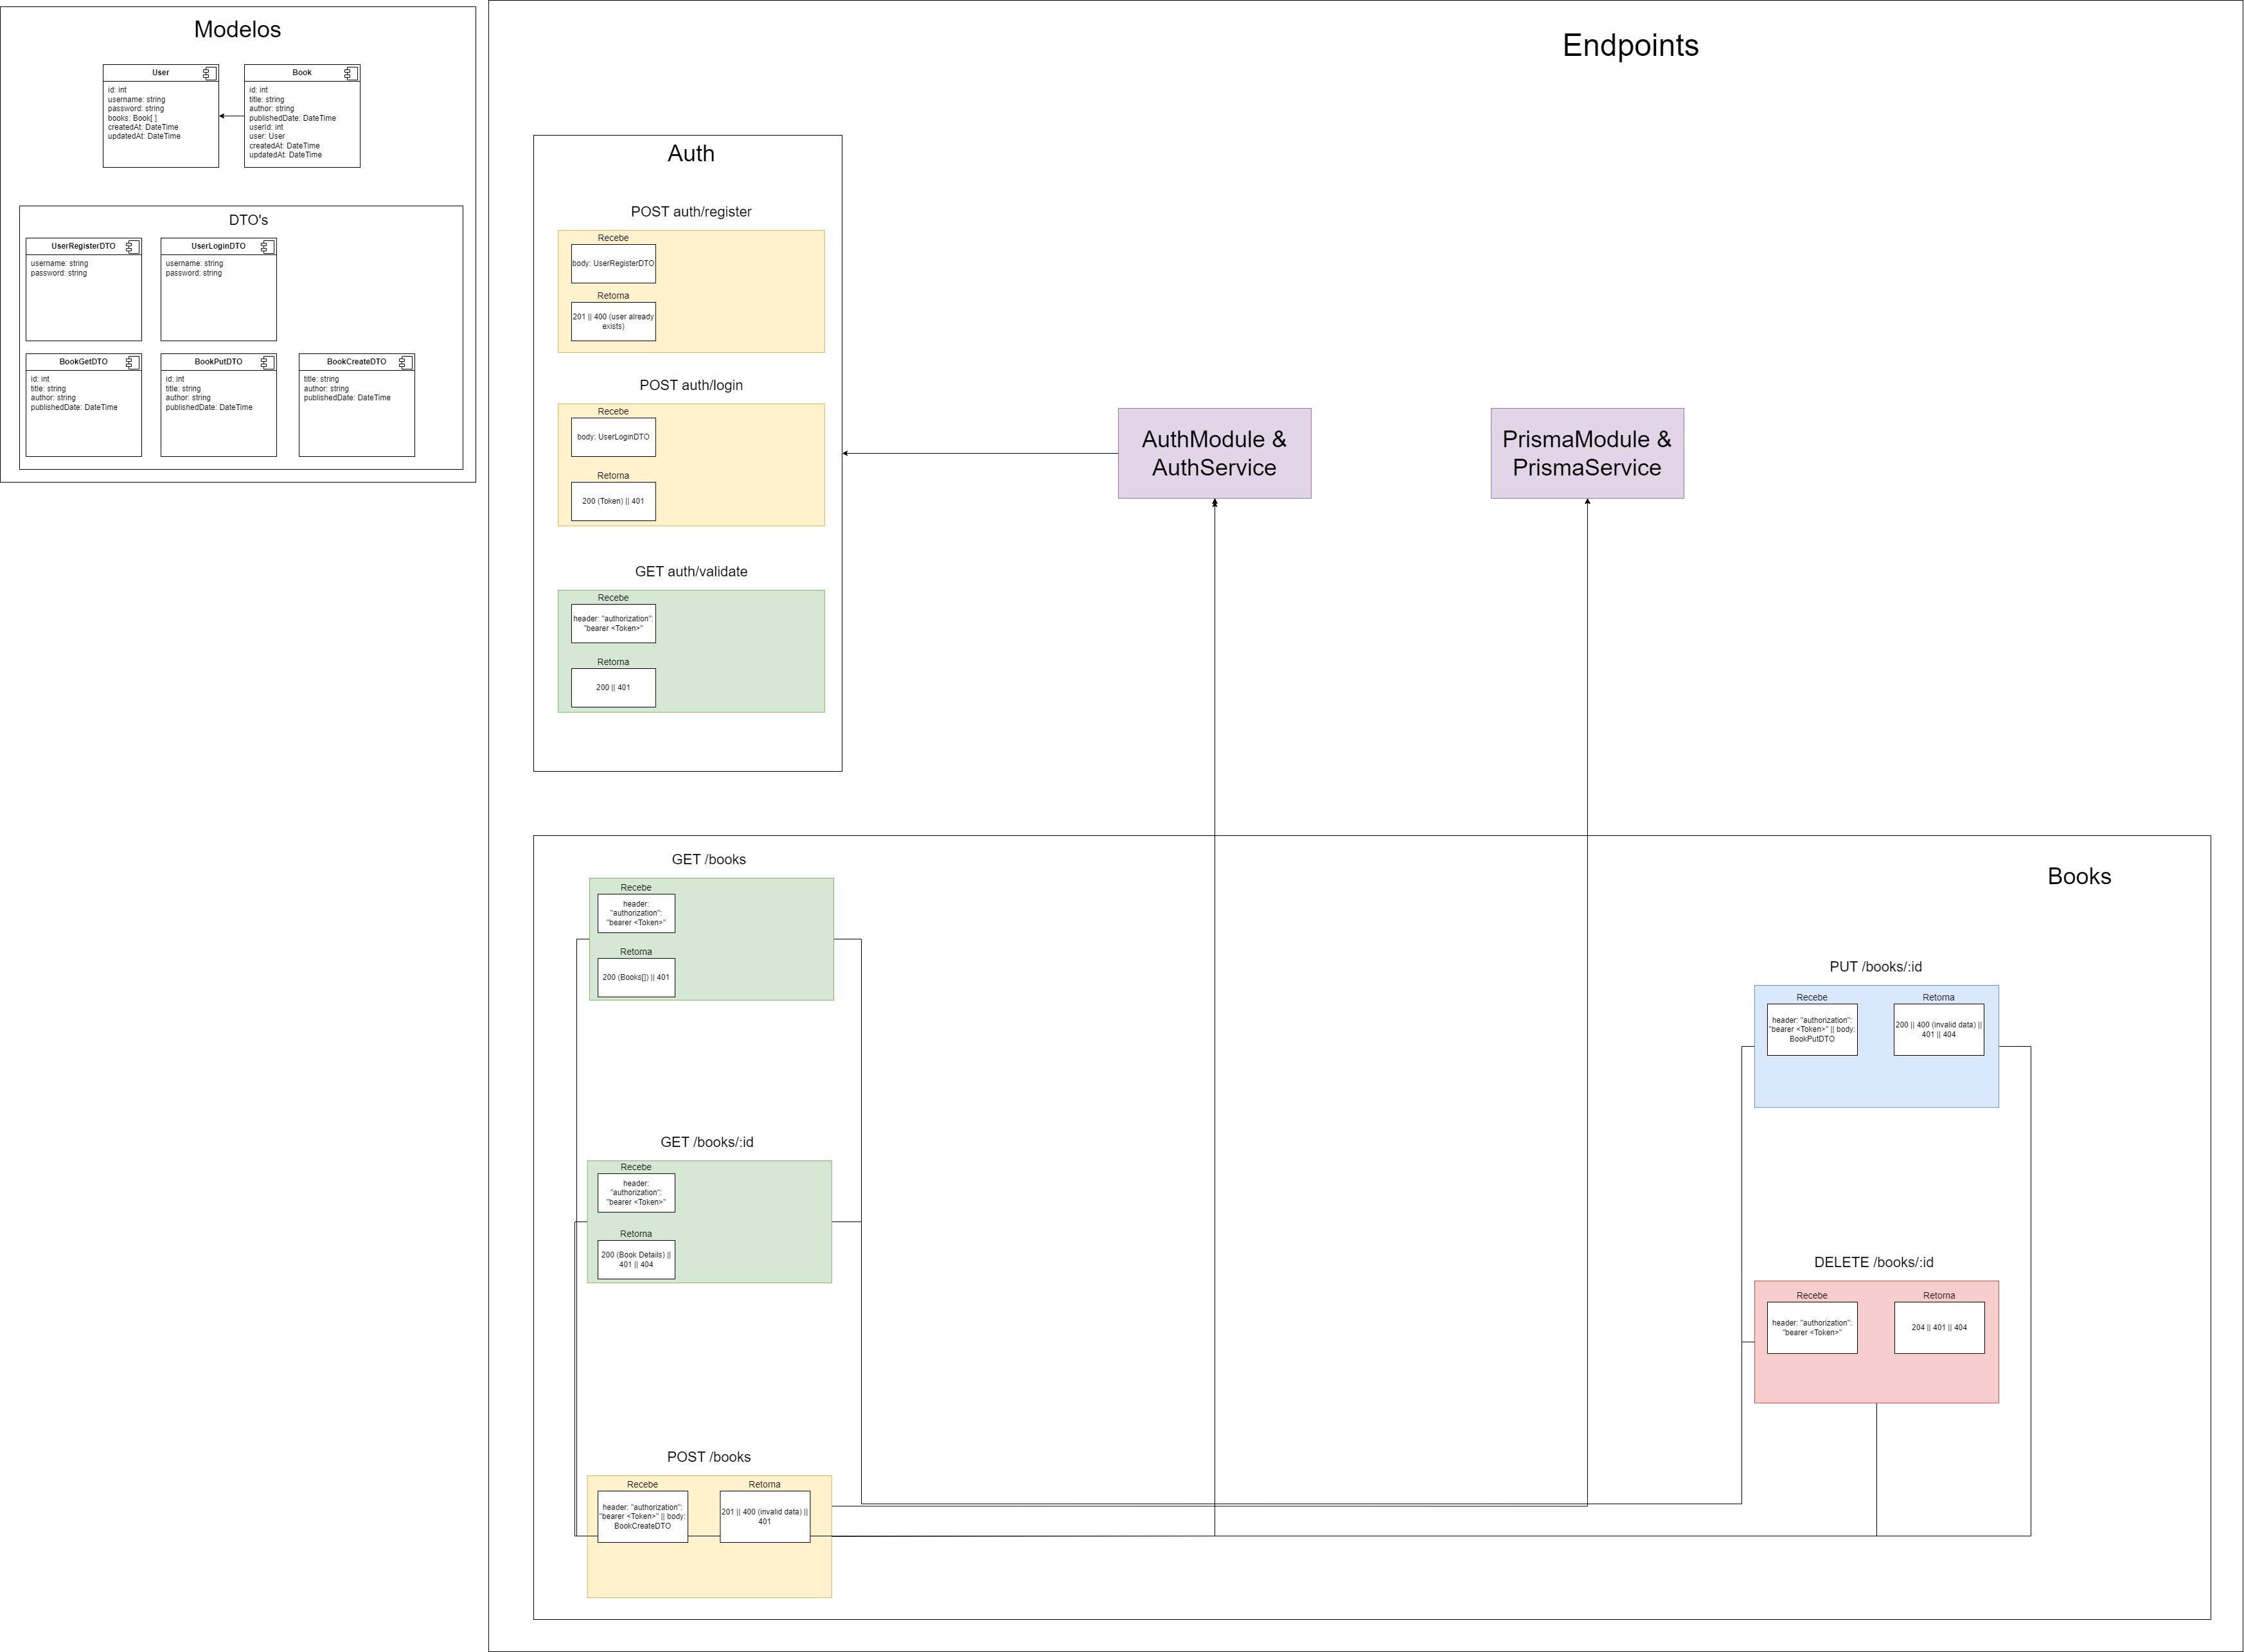 Modelos
User
id: int
username: string
password: string
books: Book[ ]
createdAt: DateTime
updatedAt: DateTime
Book
id: int
title: string
author: string
publishedDate: DateTime
userId: int
user: User
createdAt: DateTime
updatedAt: DateTime
DTO's
UserRegisterDTO
username: string
password: string
UserLoginDTO
username: string
password: string
BookGetDTO
id: int
title: string
author: string
publishedDate: DateTime
BookPutDTO
id: int
title: string
author: string
publishedDate: DateTime
BookCreateDTO
title: string
author: string
publishedDate: DateTime
Endpoints
Auth
POST auth/register
Recebe
body: UserRegisterDTO
Retorna
201 || 400 (user already
exists)
POST auth/login
Recebe
body: UserLoginDTO
Retorna
200 (Token) || 401
GET auth/validate
Recebe
header: "authorization":
"bearer <Token>"
Retorna
200 || 401
AuthModule &
AuthService
PrismaModule &
PrismaService
Books
GET /books
Recebe
header:
"authorization":
"bearer <Token>"
Retorna
200 (Books[]) || 401
GET /books/:id
Recebe
header:
"authorization":
"bearer <Token>"
Retorna
200 (Book Details) ||
401 || 404
POST /books
Recebe
header: "authorization":
"bearer <Token>" || body:
BookCreateDTO
Retorna
201 || 400 (invalid data) ||
401
PUT /books/:id
Recebe
header: "authorization":
"bearer <Token>" || body:
BookPutDTO
Retorna
200 || 400 (invalid data) ||
401 || 404
DELETE /books/:id
Recebe
header: "authorization":
"bearer <Token>"
Retorna
204 || 401 || 404